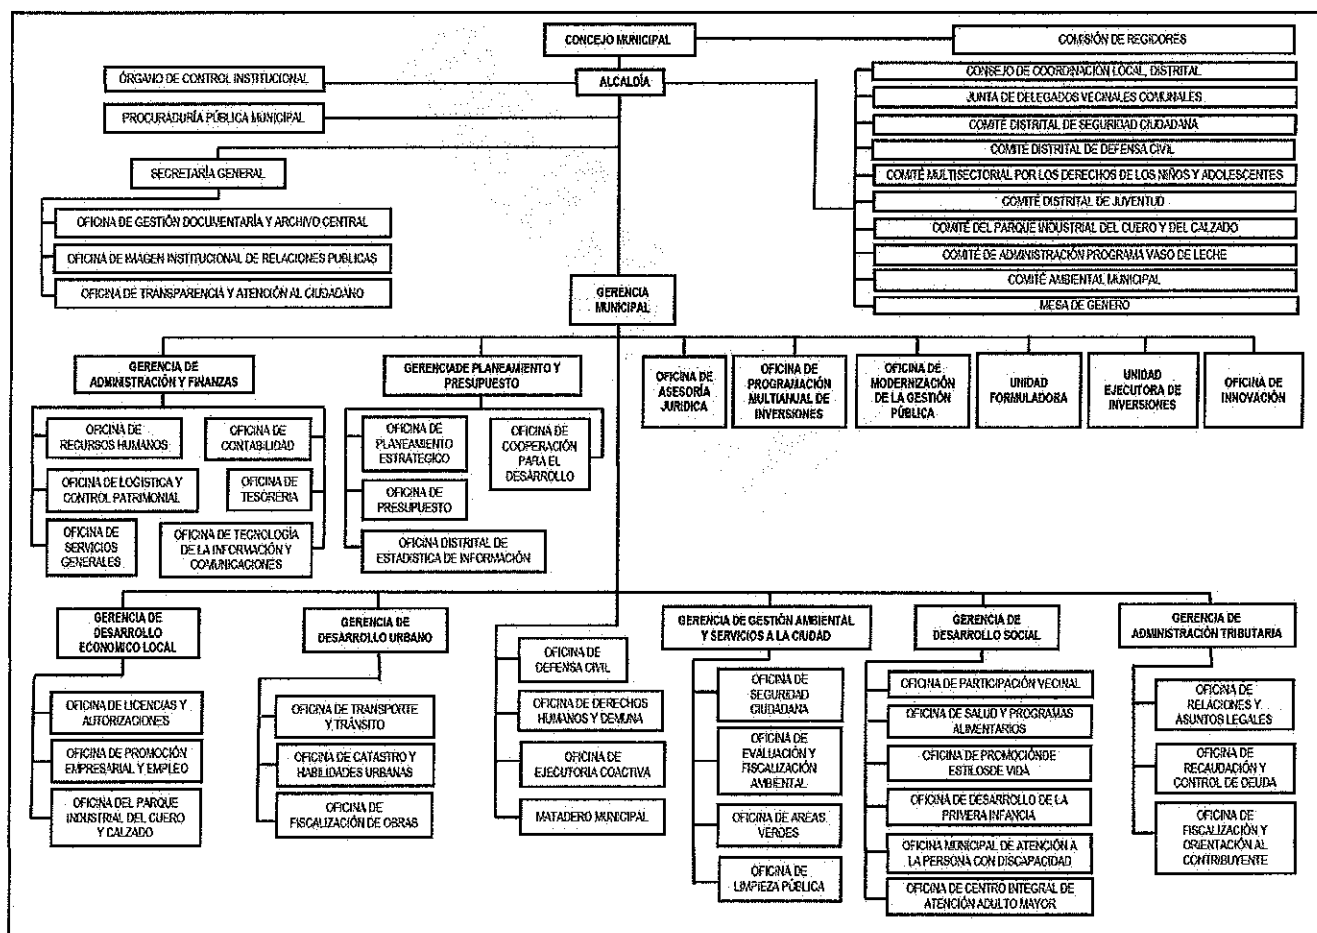 CONCEJO MUNICIPAL
COMISIÓN DE REGIDORES
ÓRGANO DE CONTROL INSTITUCIONAL
ALCALDÍA
CONSEJO DE COORDINACIÓN LOCAL, DISTRITAL
JUNTA DE DELEGADOS VECINALES COMUNALES
PROCURADURÍA PÚBLICA MUNICIPAL
COMITÉ DISTRITAL DE SEGURIDAD CIUDADANA
COMITÉ DISTRITAL DE DEFENSA CIVIL
SECRETARÍA GENERAL
COMITÉ MULTISECTORIAL POR LOS DERECHOS DE LOS NIÑOS Y ADOLESCENTES
COMITÉ DISTRITAL DE JUVENTUD
OFICINA DE GESTIÓN DOCUMENTARÍA Y ARCHIVO CENTRAL
COMITÉ DEL PARQUE INDUSTRIAL DEL CUERO Y DEL CALZADO
OFICINA DE IMÁGEN INSTITUCIONAL DE RELACIONES PUBLICAS
COMITÉ DE ADMINISTRACIÓN PROGRAMA VASO DE LECHE
COMITÉ AMBIENTAL MUNICIPAL
OFICINA DE TRANSPARENCIA Y ATENCIÓN AL CIUDADANO
MESA DE GENERO
GERENCIA
MUNICIPAL
GERENCIA DE
ADMINISTRACIÓN Y FINANZAS
GERENCIADE PLANEAMIENTO Y
PRESUPUESTO
OFICINA DE
ASESORÍA
JURIDICA
OFICINA DE
PROGRAMACIÓN
MULTIANUAL DE
INVERSIONES
OFICINA DE
MODERNIZACIÓN
DE LA GESTIÓN
PÚBLICA
UNIDAD
FORMULADORA
UNIDAD
EJECUTORA DE
INVERSIONES
OFICINA DE
INNOVACIÓN
OFICINA DE
RECURSOS HUMANOS
OFICINA DE
CONTABILIDAD
OFICINA DE LOGÍSTICA Y
CONTROL PATRIMONIAL
OFICINA DE
TESORERIA
OFICINA DE
SERVICIOS
GENERALES
OFICINA DE TECNOLOGÍA
DE LA INFORMACIÓN Y
COMUNICACIONES
OFICINA DE
PLANEAMIENTO
ESTRATEGICO
OFICINA DE
COOPERACIÓN
PARA EL
DESARROLLO
OFICINA DE
PRESUPUESTO
OFICINA DISTRITAL DE
ESTADISTICA DE INFORMACIÓN
GERENCIA DE
DESARROLLO
ECONOMICO LOCAL
GERENCIA DE
DESARROLLO URBANO
GERENCIA DE GESTIÓN AMBIENTAL
Y SERVICIOS A LA CIUDAD
GERENCIA DE
DESARROLLO SOCIAL
GERENCIA DE
ADMINISTRACIÓN TRIBUTARIA
OFICINA DE LICENCIAS Y
AUTORIZACIONES
OFICINA DE PROMOCIÓN
EMPRESARIAL Y EMPLEO
OFICINA DEL PARQUE
INDUSTRIAL DEL CUERO
Y CALZADO
OFICINA DE TRANSPORTE
Y TRÁNSITO
OFICINA DE CATASTRO Y
HABILIDADES URBANAS
OFICINA DE
FISCALIZACIÓN DE OBRAS
OFICINA DE
DEFENSA CIVIL
OFICINA DE DERECHOS
HUMANOS Y DEMUNA
OFICINA DE
EJECUTORIA COACTIVA
MATADERO MUNICIPAL
OFICINA DE
SEGURIDAD
CIUDADANA
OFICINA DE
EVALUACIÓN Y
FISCALIZACIÓN
AMBIENTAL
OFICINA DE AREAS
VERDES
OFICINA DE
LIMPIEZA PÚBLICA
OFICINA DE PARTICIPACIÓN VECINAL
OFICINA DE SALUD Y PROGRAMAS
ALIMENTARIOS
OFICINA DE PROMOCIÓNDE
ESTILOSDE VIDA
OFICINA DE DESARROLLO DE LA
PRIMERA INFANCIA
OFICINA MUNICIPAL DE ATENCIÓN A
LA PERSONA CON DISCAPACIDAD
OFICINA DE CENTRO INTEGRAL DE
ATENCIÓN ADULTO MAYOR
OFICINA DE
RELACIONES Y
ASUNTOS LEGALES
OFICINA DE
RECAUDACIÓN Y
CONTROL DE DEUDA
OFICINA DE
FISCALIZACIÓN Y
ORIENTACIÓN AL
CONTRIBUYENTE